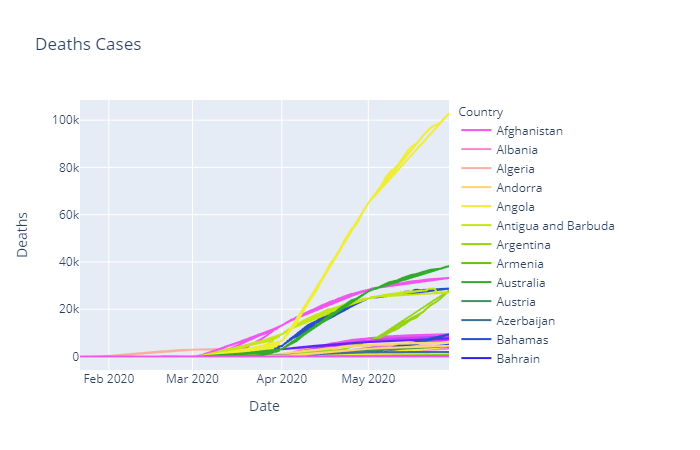 Deaths Cases
Deaths
100k
80k
60k
40k
20k
0
Feb 2020
Mar 2020
Apr 2020
May 2020
Date
Country
Afghanistan
Albania
Algeria
Andorra
Angola
Antigua and Barbuda
Argentina
Armenia
Australia
Austria
Azerbaijan
Bahamas
Bahrain